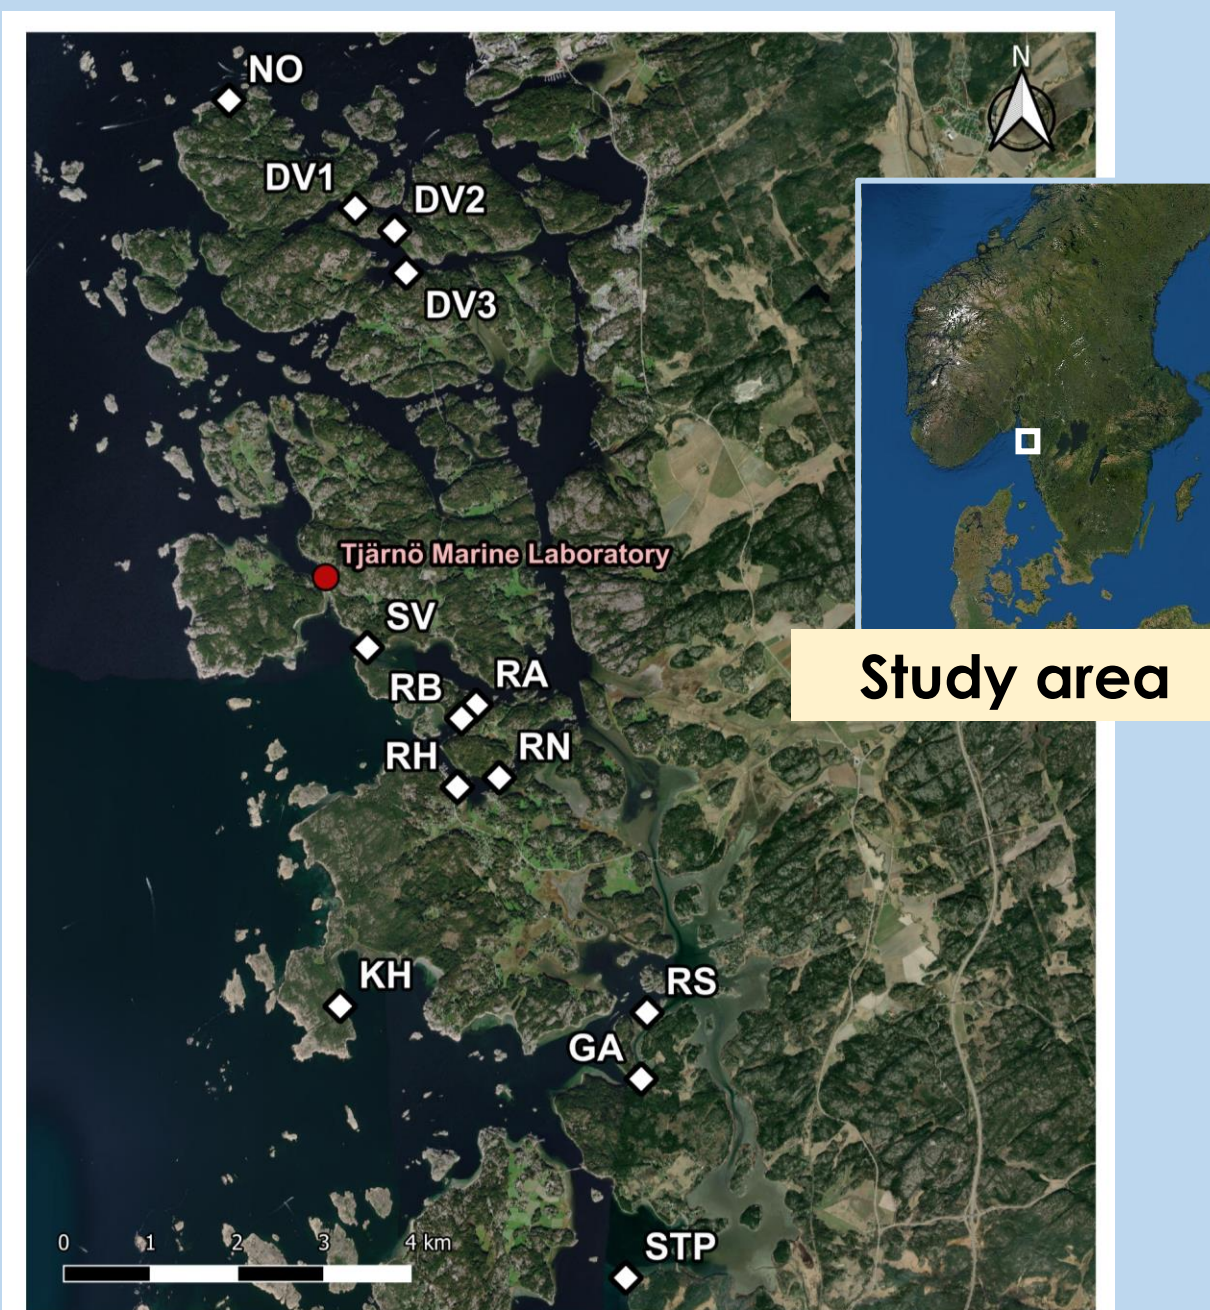 N
NO
DV1
DV2
DV3
Tjärnö Marine Laboratory
SV
RA
RB
RN
RH
Study area
KH
RS
GA
STP
0 1 2 3 4 km